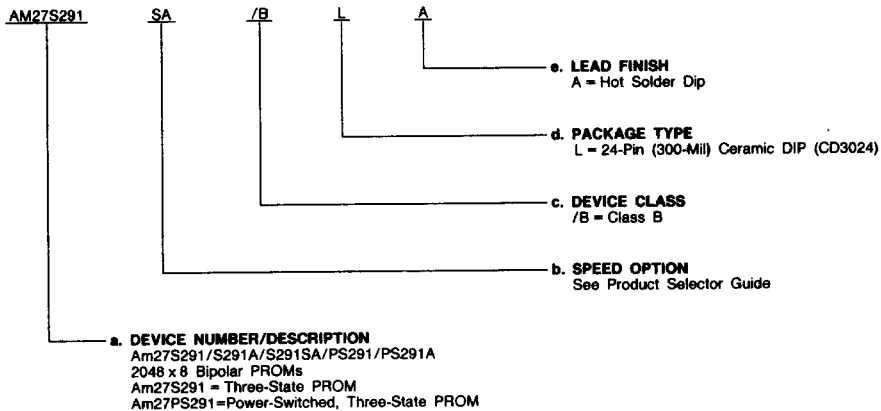 AM27S291 SA /B L A
e. LEAD FINISH
A = Hot Solder Dip
d. PACKAGE TYPE
L = 24-Pin (300-Mil) Ceramic DIP (CD3024)
c. DEVICE CLASS
/B = Class B
b. SPEED OPTION
See Product Selector Guide
a. DEVICE NUMBER/DESCRIPTION
Am27S291/S291A/S291SA/PS291/PS291A
2048 x 8 Bipolar PROMs
Am27S291 = Three-State PROM
Am27PS291=Power-Switched, Three-State PROM